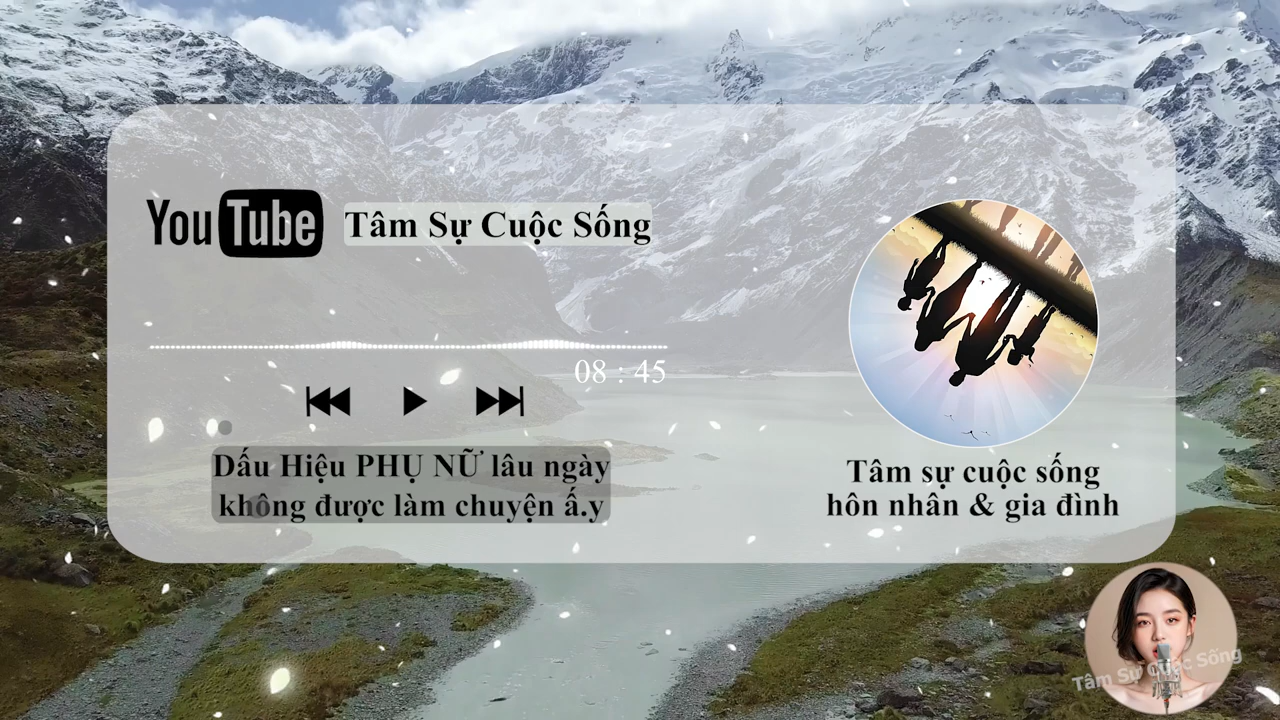 YouTube
Tâm Sự Cuộc Sống
08 : 45
Dấu Hiệu PHỤ NỮ lâu ngày
không được làm chuyện ấ.y
Tâm sự cuộc sống
hôn nhân & gia đình
Tâm Sự Cuộc Sống